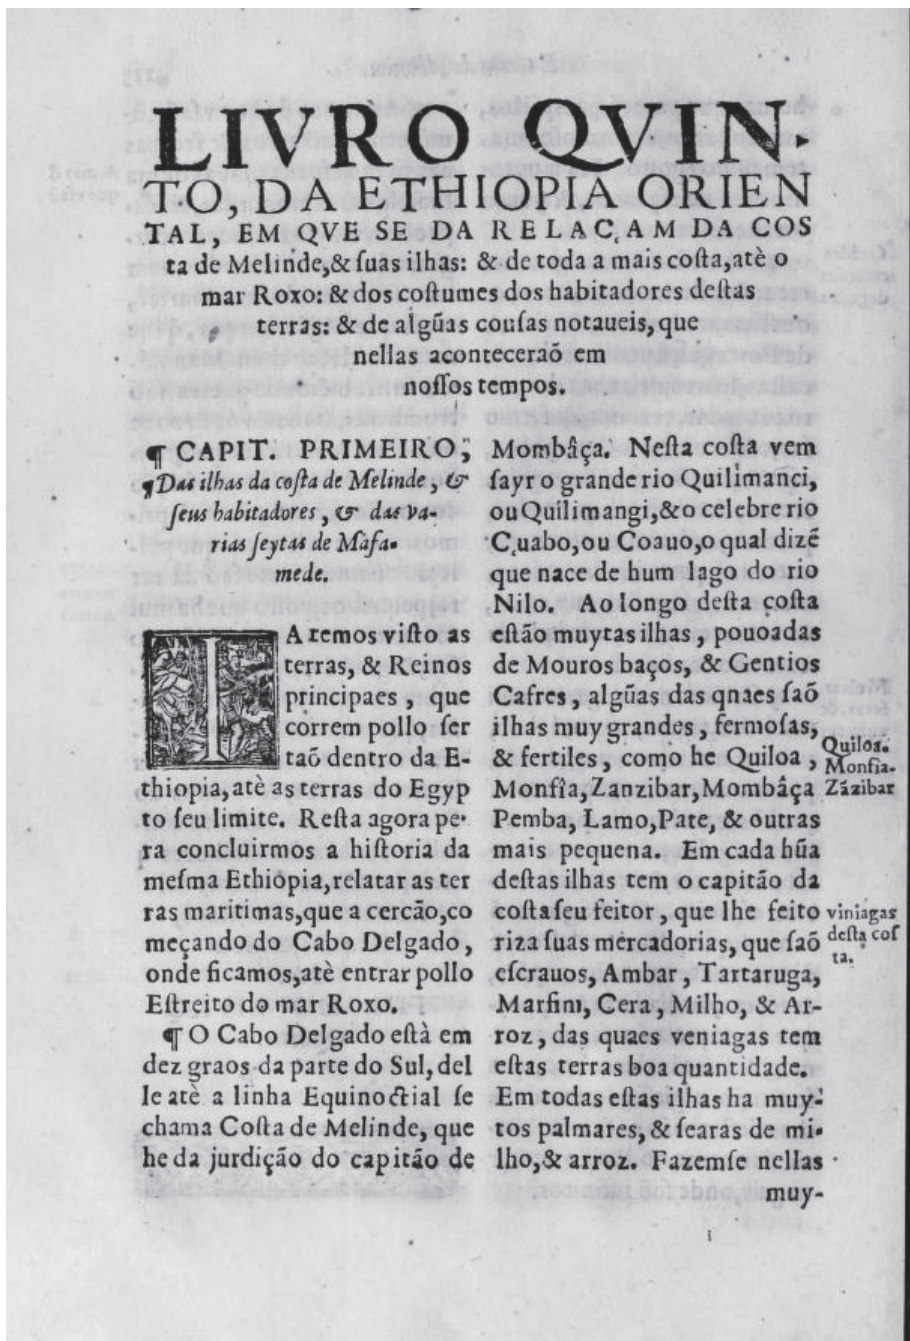 LIVRO QVIN-
TO, DA ETHIOPIA ORIEN
TAL, EM QVE SE DA RELAC,AM DA COS
ta de Melinde,& ſuas ilhas: & de toda a mais coſta,atè o
mar Roxo: & dos coſtumes dos habitadores deſtas
terras: & de algũas couſas notaueis, que
nellas aconteceraõ em
noſſos tempos.
¶ CAPIT. PRIMEIRO,
¶Das ilhas da coſta de Melinde, &
ſeus habitadores, & das va-
rias ſeytas de Mafa-
mede.
IA temos viſto as
terras, & Reinos
principaes, que
correm pollo ſer
taõ dentro da E-
thiopia, atè as terras do Egyp
to ſeu limite. Reſta agora pe-
ra concluirmos a hiſtoria da
meſma Ethiopia,relatar as ter
ras maritimas,que a cercão,co
meçando do Cabo Delgado,
onde ficamos,atè entrar pollo
Eſtreito do mar Roxo.
¶ O Cabo Delgado eſtà em
dez graos da parte do Sul, del
le atè a linha Equinoctial ſe
chama Coſta de Melinde, que
he da jurdição do capitão de
Mombâça. Neſta coſta vem
ſayr o grande rio Quilimanci,
ou Quilimangi,&o celebre rio
C,uabo,ou Coauo,o qual dizẽ
que nace de hum lago do rio
Nilo. Ao longo deſta coſta
eſtão muytas ilhas, pouoadas
de Mouros baços, & Gentios
Cafres, algũas das qnaes ſaõ
ilhas muy grandes, fermoſas,
& fertiles, como he Quiloa,
Monfîa,Zanzibar,Mombâça
Pemba, Lamo,Pate, & outras
mais pequena. Em cada hũa
deſtas ilhas tem o capitão da
coſta ſeu feitor, que lhe feito
riza ſuas mercadorias, que ſaõ
eſcrauos, Ambar, Tartaruga,
Marfim, Cera, Milho, & Ar-
roz, das quaes veniagas tem
eſtas terras boa quantidade.
Em todas eſtas ilhas ha muy-
tos palmares, & ſearas de mi-
lho,& arroz. Fazemſe nellas
muy-
Quiloa.
Monfia.
Zãzibar
viniagas
deſta coſ
ta.
i